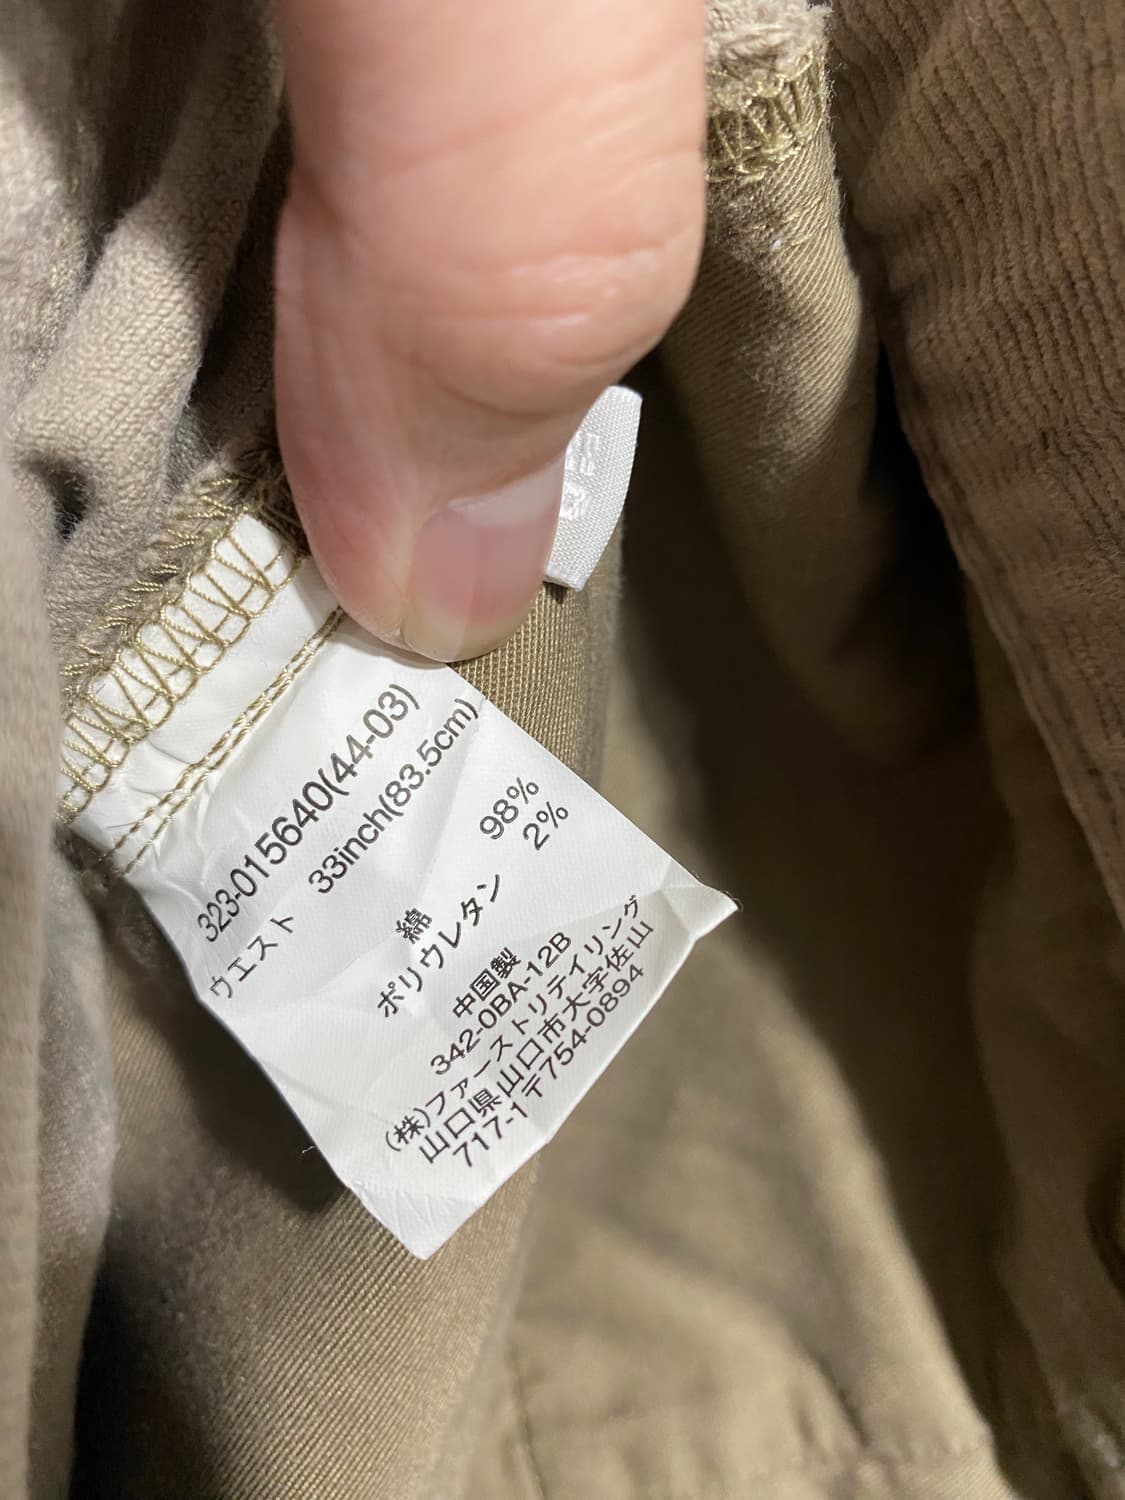 323-015640(44-03)
ウエスト 33inch(83.5cm)
綿 98%
ポリウレタン 2%
中国製
342-0BA-12B
(株)ファーストリテイリング
山口県山口市大字佐山
717-1〒754-0894